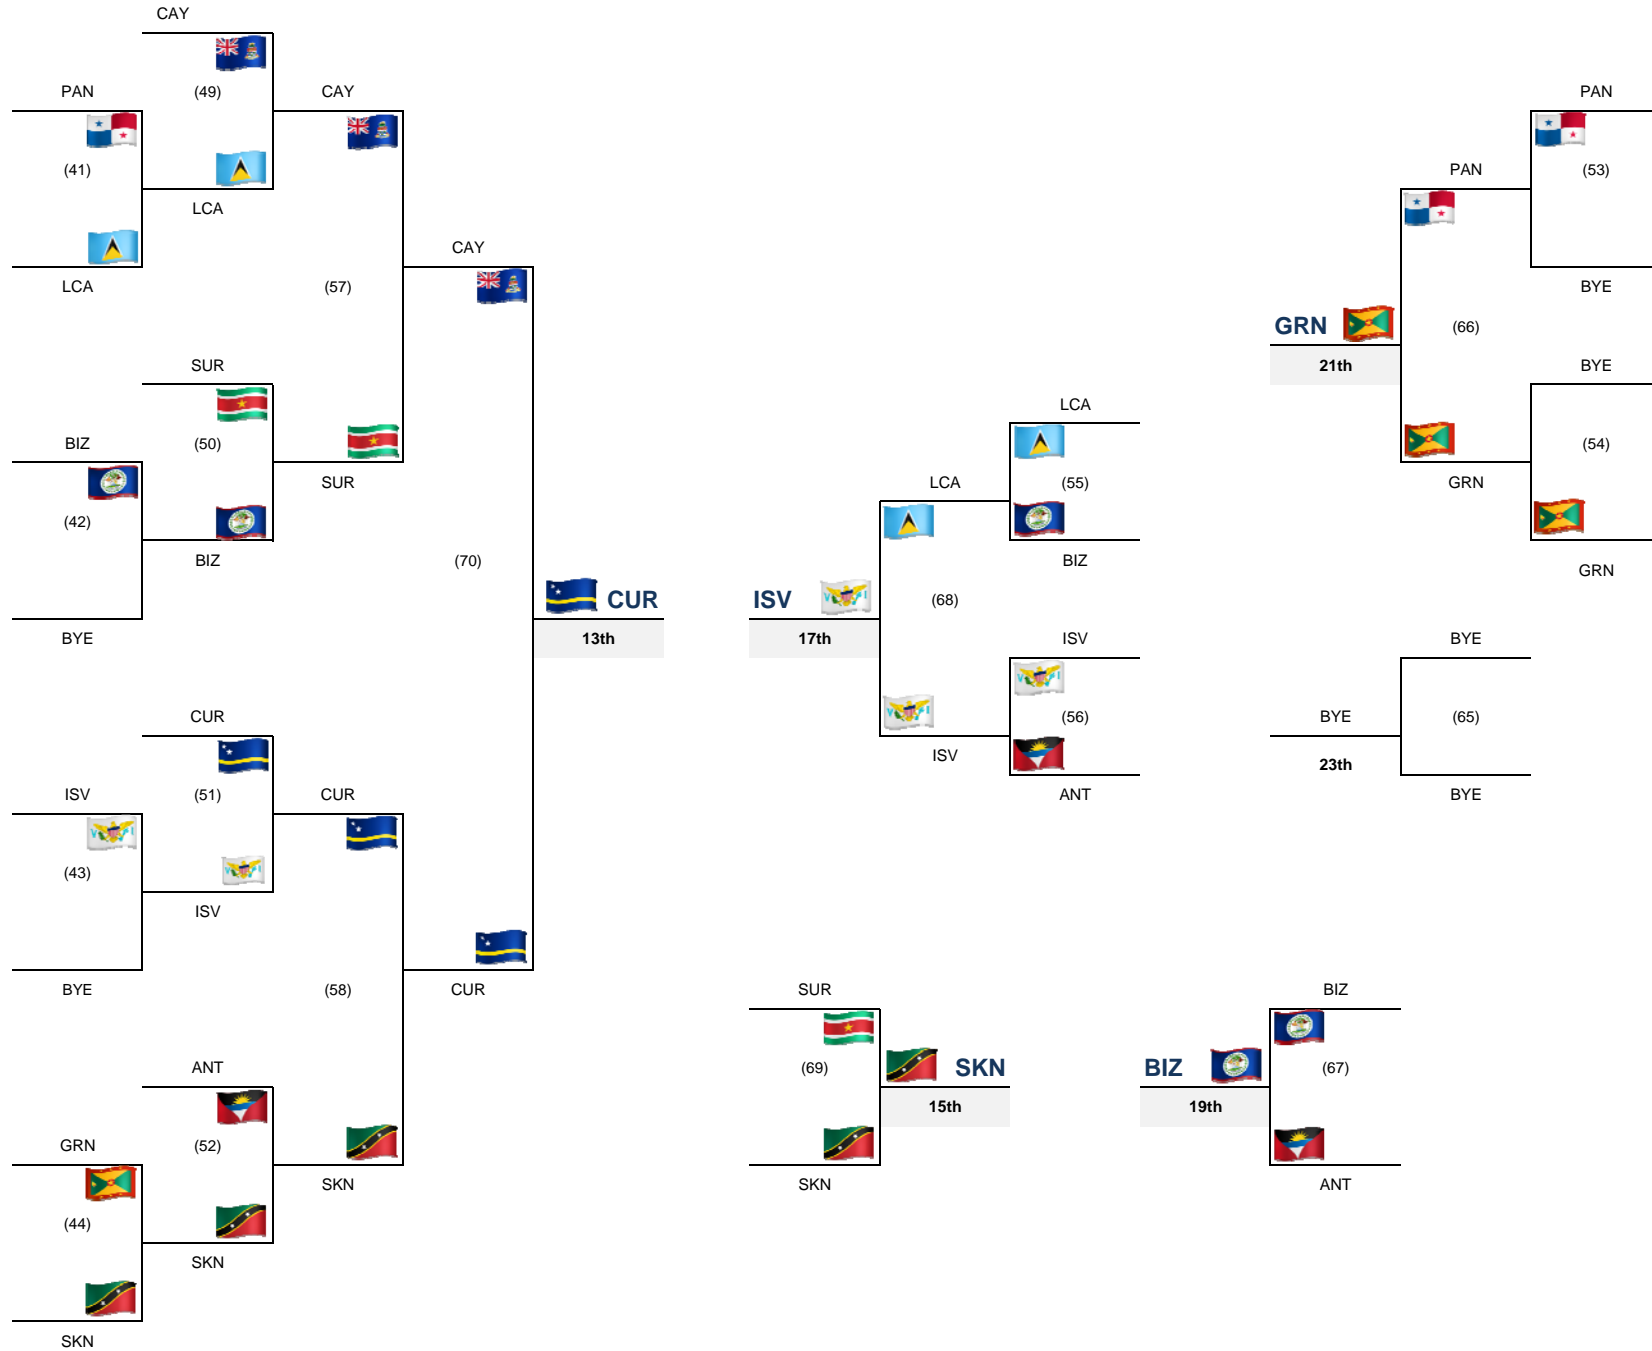 CAY
PAN
(49)
CAY
PAN
(41)
PAN
(53)
LCA
CAY
LCA
(57)
BYE
GRN
(66)
21th
SUR
BYE
LCA
BIZ
(50)
(54)
SUR
LCA
(55)
GRN
(42)
BIZ
(70)
BIZ
GRN
CUR
ISV
(68)
BYE
13th
17th
ISV
BYE
CUR
BYE
(56)
(65)
ISV
23th
ISV
(51)
CUR
ANT
BYE
(43)
ISV
BYE
(58)
CUR
SUR
BIZ
ANT
(69)
SKN
BIZ
(67)
15th
19th
GRN
(52)
SKN
SKN
ANT
(44)
SKN
SKN